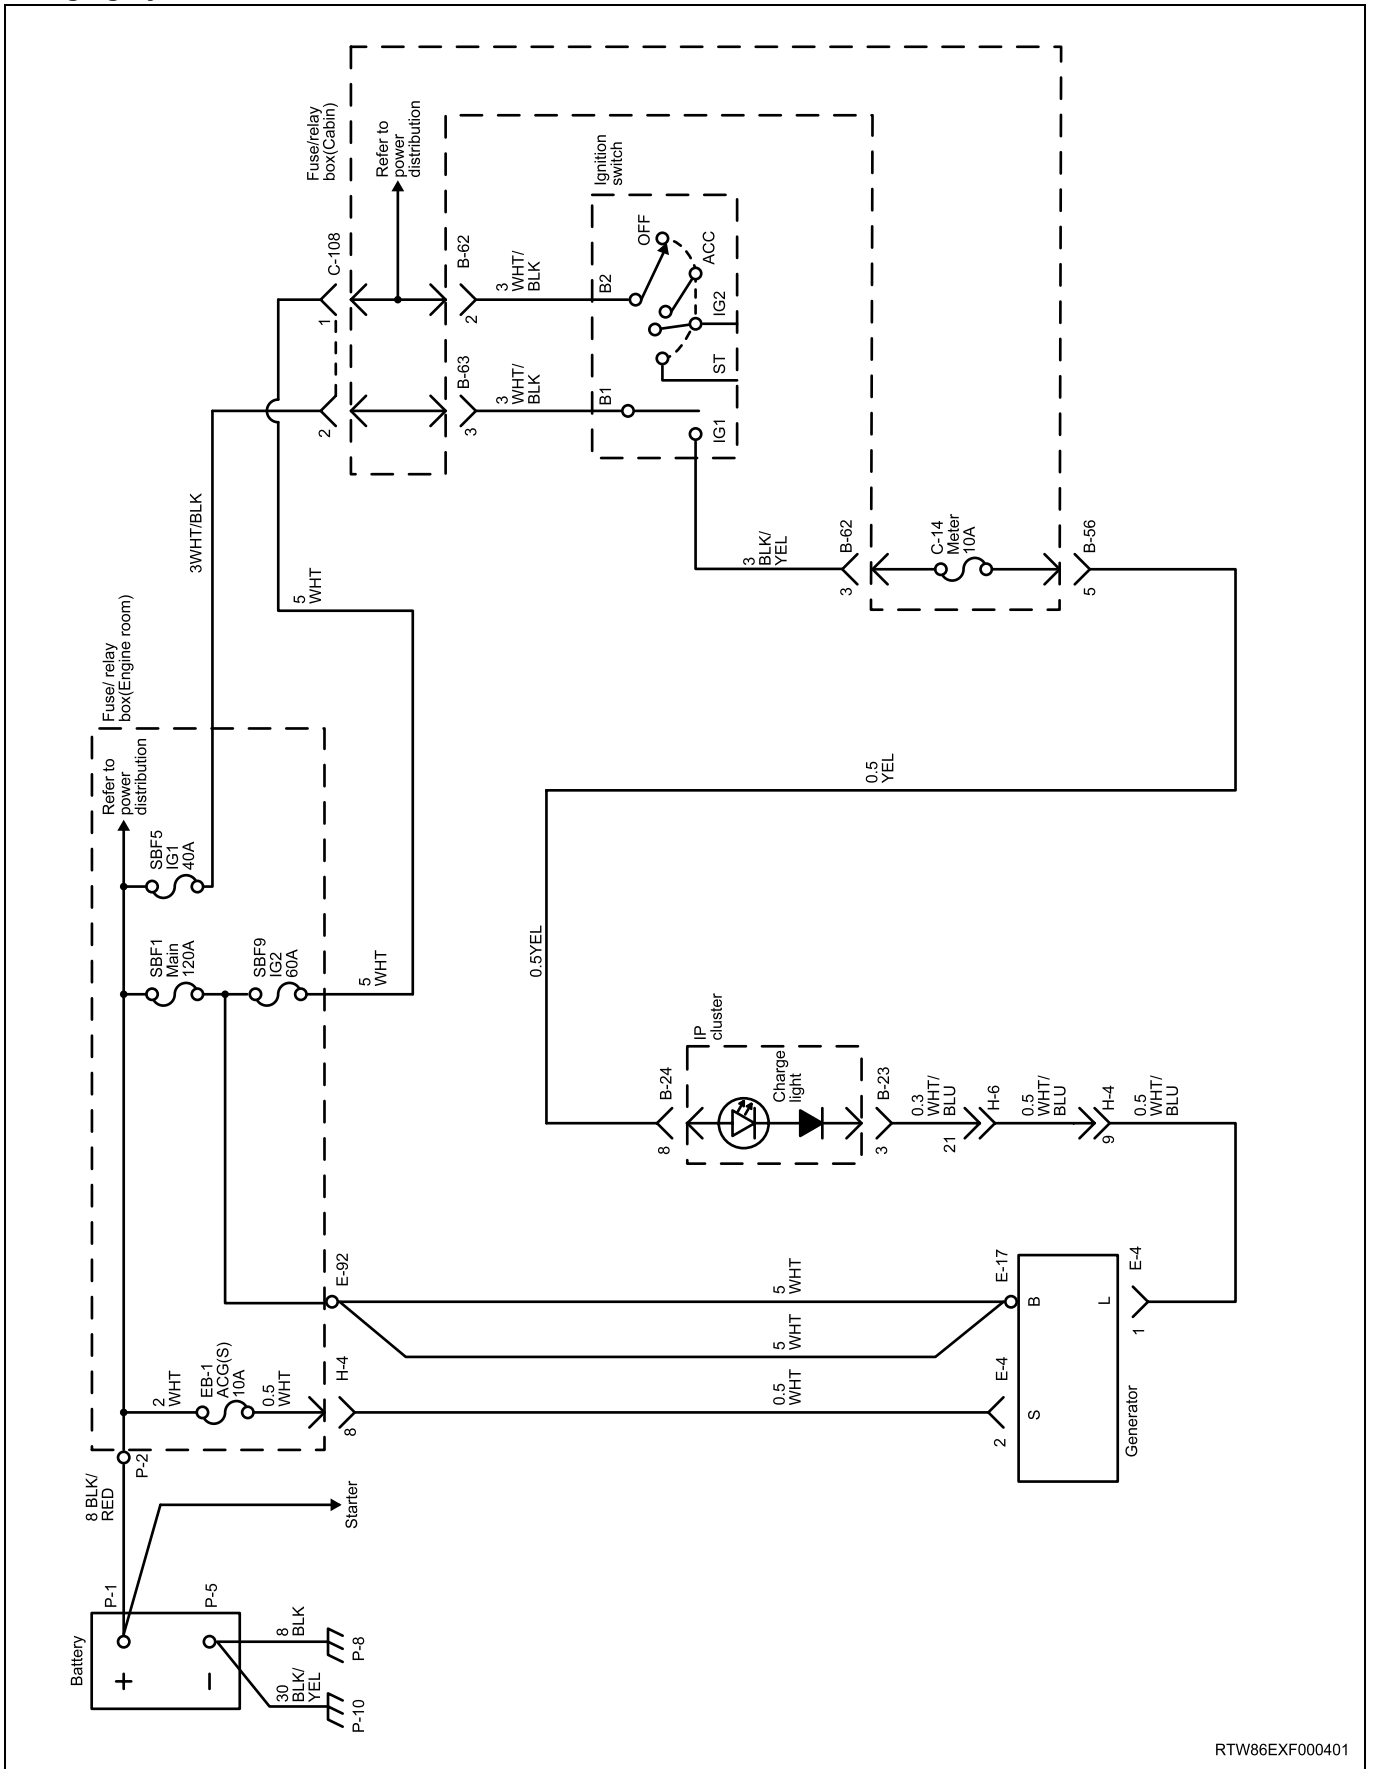 Fuse/relay
box(Cabin)
Refer to
power
distribution
Ignition
switch
C-108
1
2
B-62
2
B-63
3
3
WHT/
BLK
3
WHT/
BLK
B2
B1
OFF
ACC
IG2
ST
IG1
3
BLK/
YEL
B-62
3
C-14
Meter
10A
B-56
5
3WHT/BLK
5
WHT
Fuse/ relay
box(Engine room)
Refer to
power
distribution
SBF5
IG1
40A
SBF1
Main
120A
SBF9
IG2
60A
5
WHT
0.5
YEL
0.5YEL
IP
cluster
Charge
light
B-24
8
B-23
3
0.3
WHT/
BLU
21
H-6
0.5
WHT/
BLU
H-4
9
0.5
WHT/
BLU
E-92
5
WHT
5
WHT
E-17
B
L
E-4
1
2
WHT
EB-1
ACG(S)
10A
0.5
WHT
H-4
8
0.5
WHT
E-4
2
S
Generator
P-2
8 BLK/
RED
Starter
P-1
P-5
Battery
+
–
8
BLK
P-8
30
BLK/
YEL
P-10
RTW86EXF000401